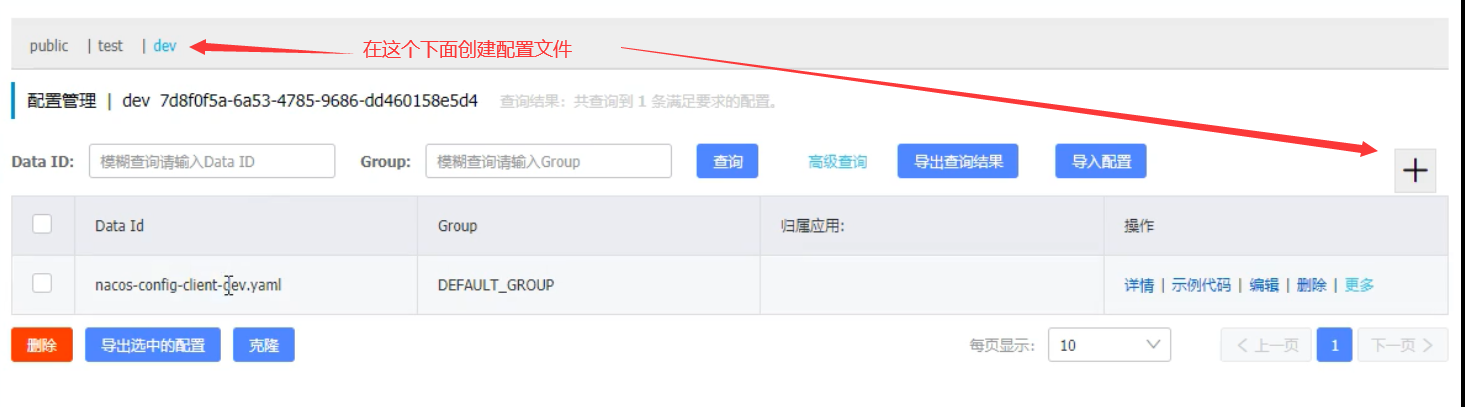 public | test | dev 在这个下面创建配置文件
配置管理 | dev 7d8f0f5a-6a53-4785-9686-dd460158e5d4 查询结果：共查询到 1 条满足要求的配置。
Data ID: 模糊查询请输入Data ID Group: 模糊查询请输入Group 查询 高级查询 导出查询结果 导入配置
Data Id Group 归属应用: 操作
nacos-config-client-dev.yaml DEFAULT_GROUP 详情 | 示例代码 | 编辑 | 删除 | 更多
删除 导出选中的配置 克隆 每页显示: 10 < 上一页 1 下一页 >